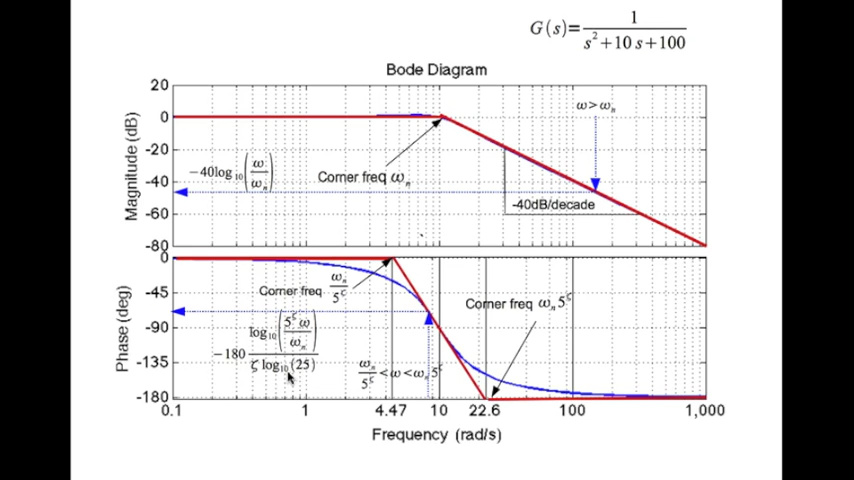 G(s)=1/(s²+10s+100)
Bode Diagram
Magnitude (dB)
20
0
-20
-40
-60
-80
ω>ωₙ
−40log₁₀(ω/ωₙ)
Corner freq ωₙ
-40dB/decade
Phase (deg)
0
-45
-90
-135
-180
Corner freq ωₙ/5^ζ
Corner freq ωₙ5^ζ
−180 log₁₀(5^ζω/ωₙ)/(ζ log₁₀(25))
ωₙ/5^ζ<ω<ωₙ5^ζ
0.1 1 4.47 10 22.6 100 1,000
Frequency (rad/s)